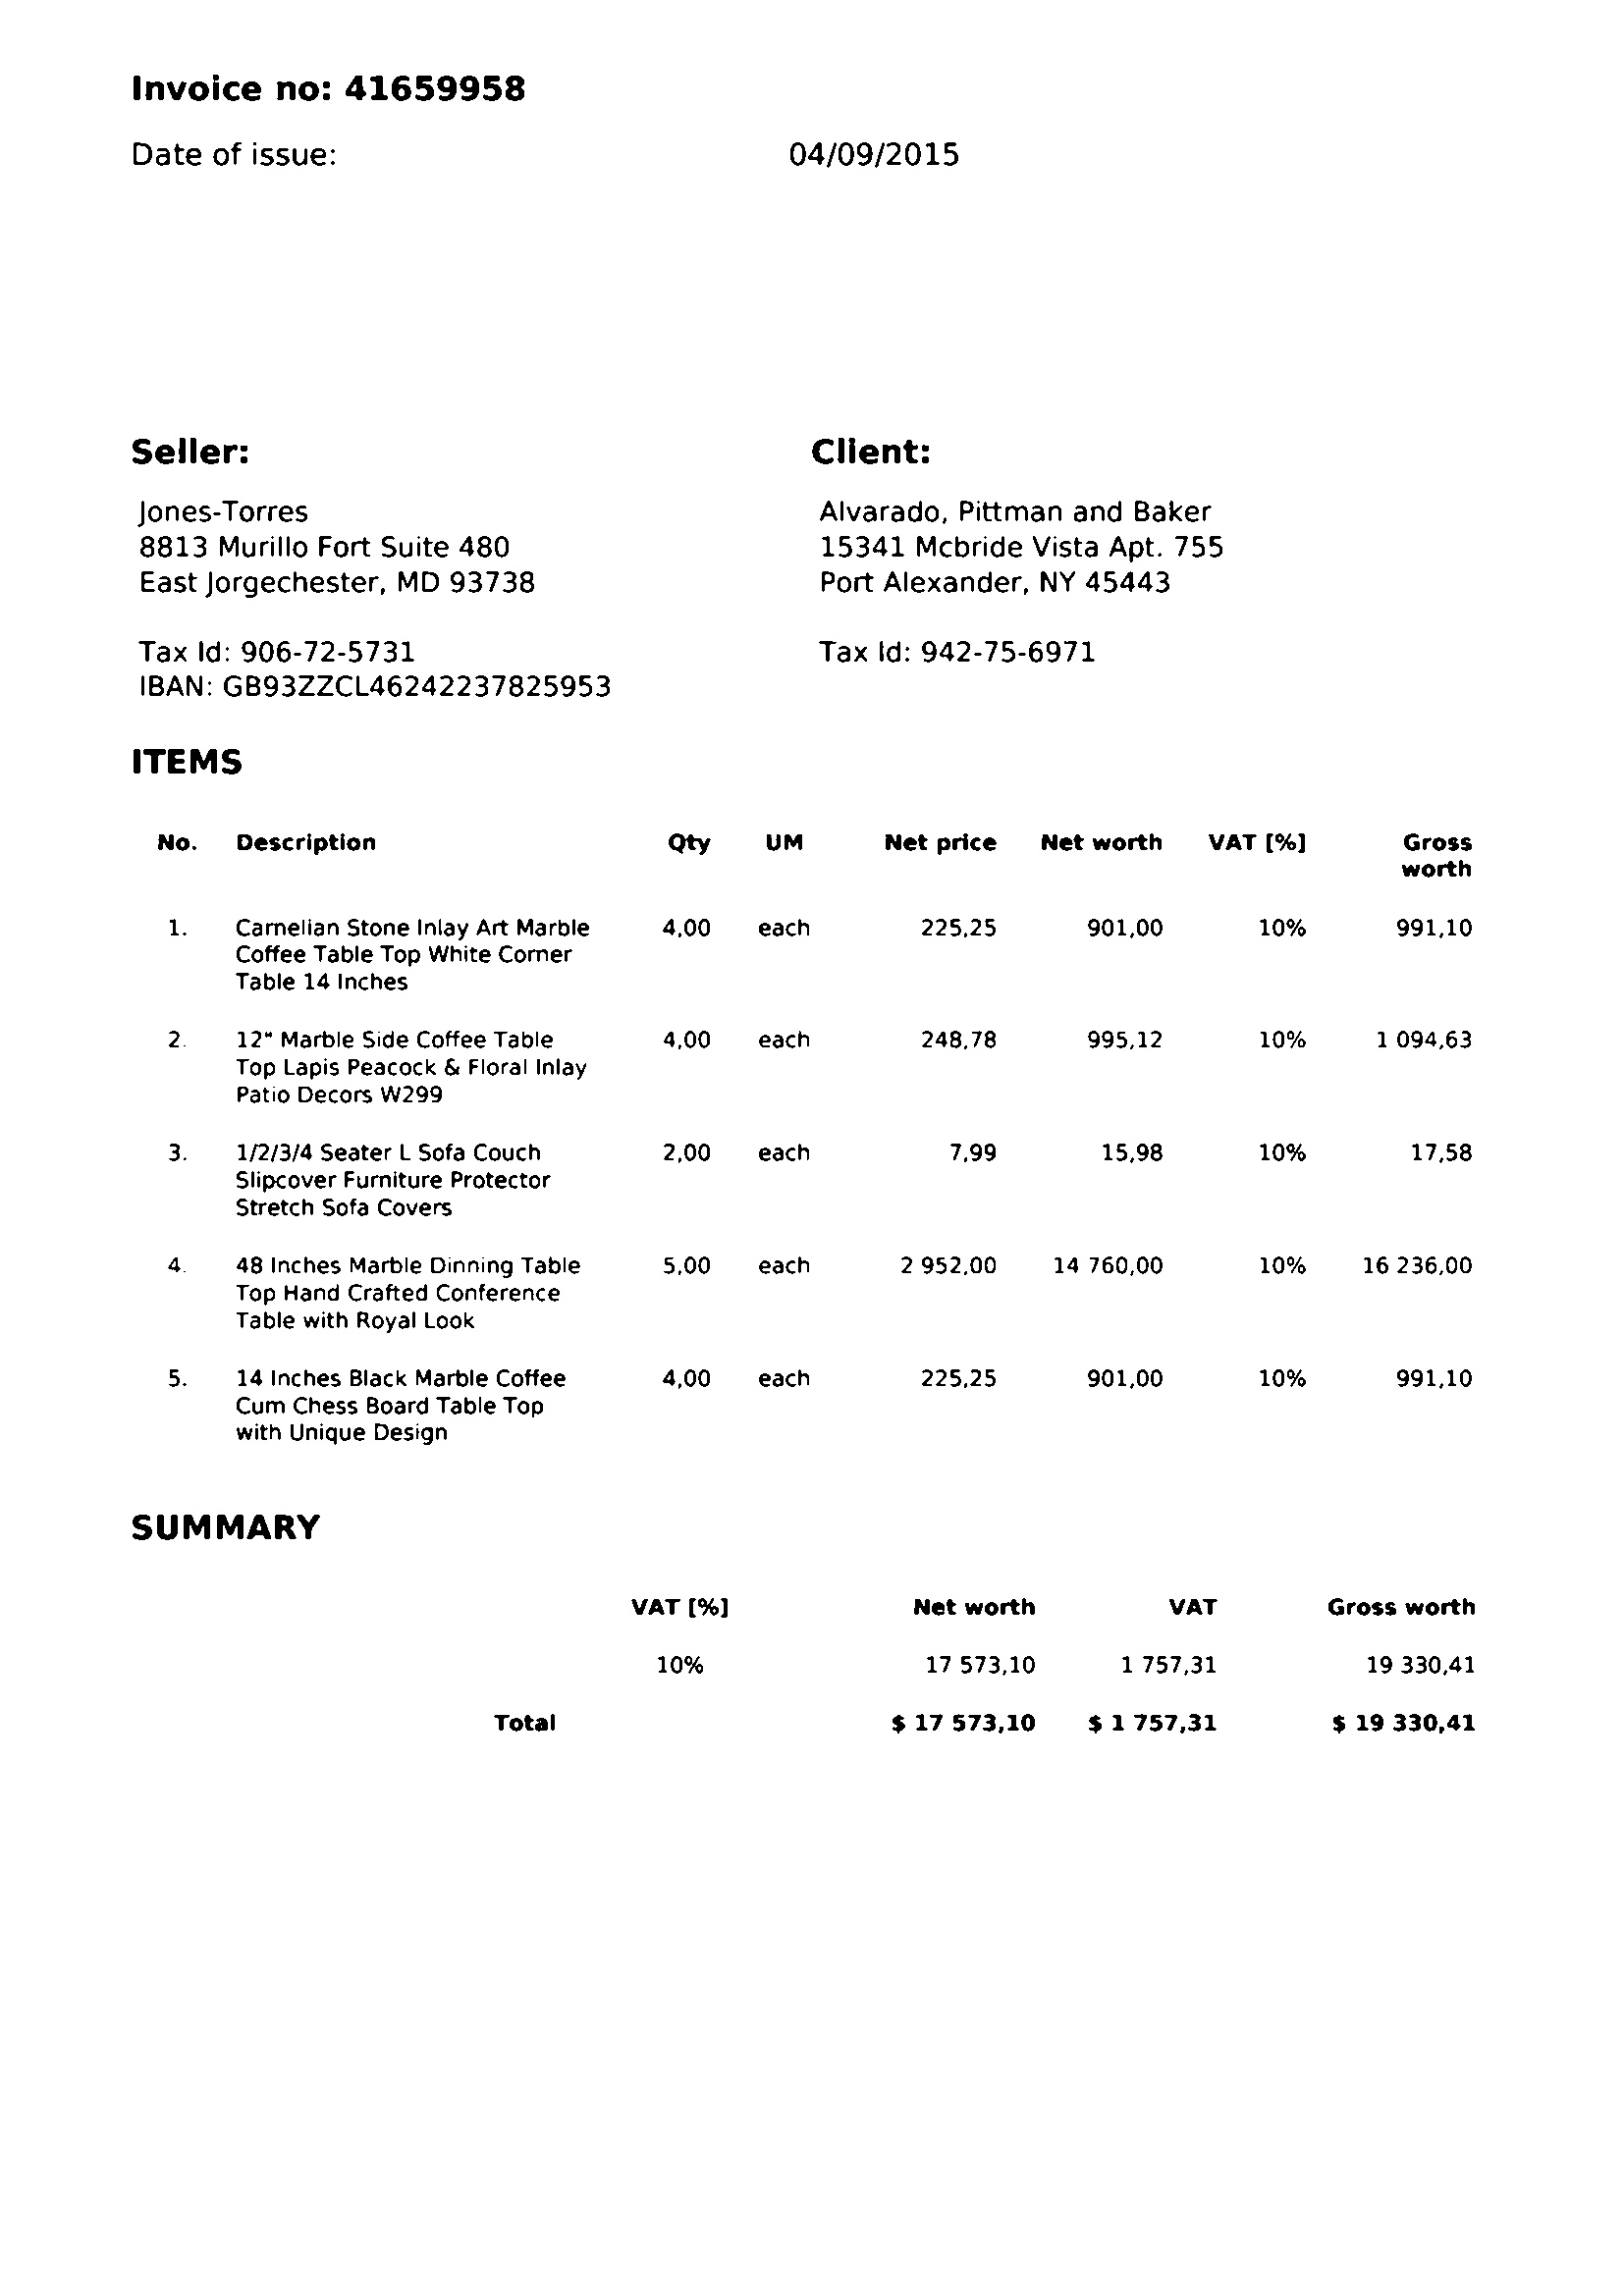 Invoice no: 41659958
Date of issue: 04/09/2015
Seller:
Jones-Torres
8813 Murillo Fort Suite 480
East Jorgechester, MD 93738
Tax Id: 906-72-5731
IBAN: GB93ZZCL46242237825953
Client:
Alvarado, Pittman and Baker
15341 Mcbride Vista Apt. 755
Port Alexander, NY 45443
Tax Id: 942-75-6971
ITEMS
No. Description Qty UM Net price Net worth VAT [%] Gross
worth
1. Carnelian Stone Inlay Art Marble 4,00 each 225,25 901,00 10% 991,10
Coffee Table Top White Corner
Table 14 Inches
2. 12" Marble Side Coffee Table 4,00 each 248,78 995,12 10% 1 094,63
Top Lapis Peacock & Floral Inlay
Patio Decors W299
3. 1/2/3/4 Seater L Sofa Couch 2,00 each 7,99 15,98 10% 17,58
Slipcover Furniture Protector
Stretch Sofa Covers
4. 48 Inches Marble Dinning Table 5,00 each 2 952,00 14 760,00 10% 16 236,00
Top Hand Crafted Conference
Table with Royal Look
5. 14 Inches Black Marble Coffee 4,00 each 225,25 901,00 10% 991,10
Cum Chess Board Table Top
with Unique Design
SUMMARY
VAT [%] Net worth VAT Gross worth
10% 17 573,10 1 757,31 19 330,41
Total $ 17 573,10 $ 1 757,31 $ 19 330,41